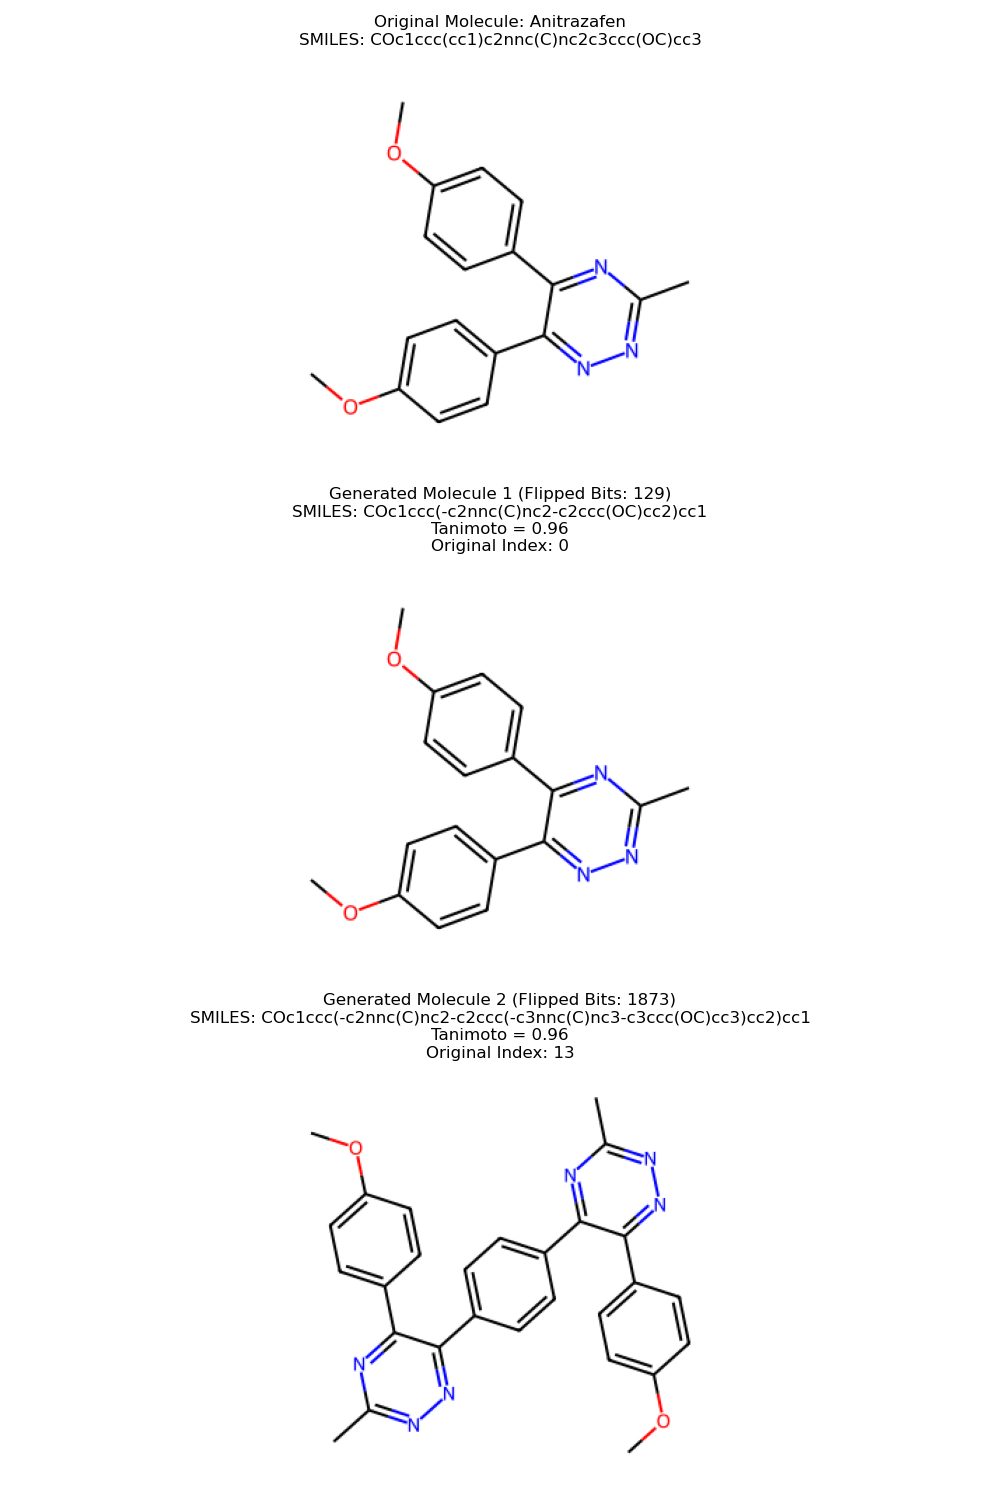 Original Molecule: Anitrazafen
SMILES: COc1ccc(cc1)c2nnc(C)nc2c3ccc(OC)cc3
O
N
N
O
N
Generated Molecule 1 (Flipped Bits: 129)
SMILES: COc1ccc(-c2nnc(C)nc2-c2ccc(OC)cc2)cc1
Tanimoto = 0.96
Original Index: 0
O
N
N
N
O
Generated Molecule 2 (Flipped Bits: 1873)
SMILES: COc1ccc(-c2nnc(C)nc2-c2ccc(-c3nnc(C)nc3-c3ccc(OC)cc3)cc2)cc1
Tanimoto = 0.96
Original Index: 13
O
N
N
N
N
N
N
O